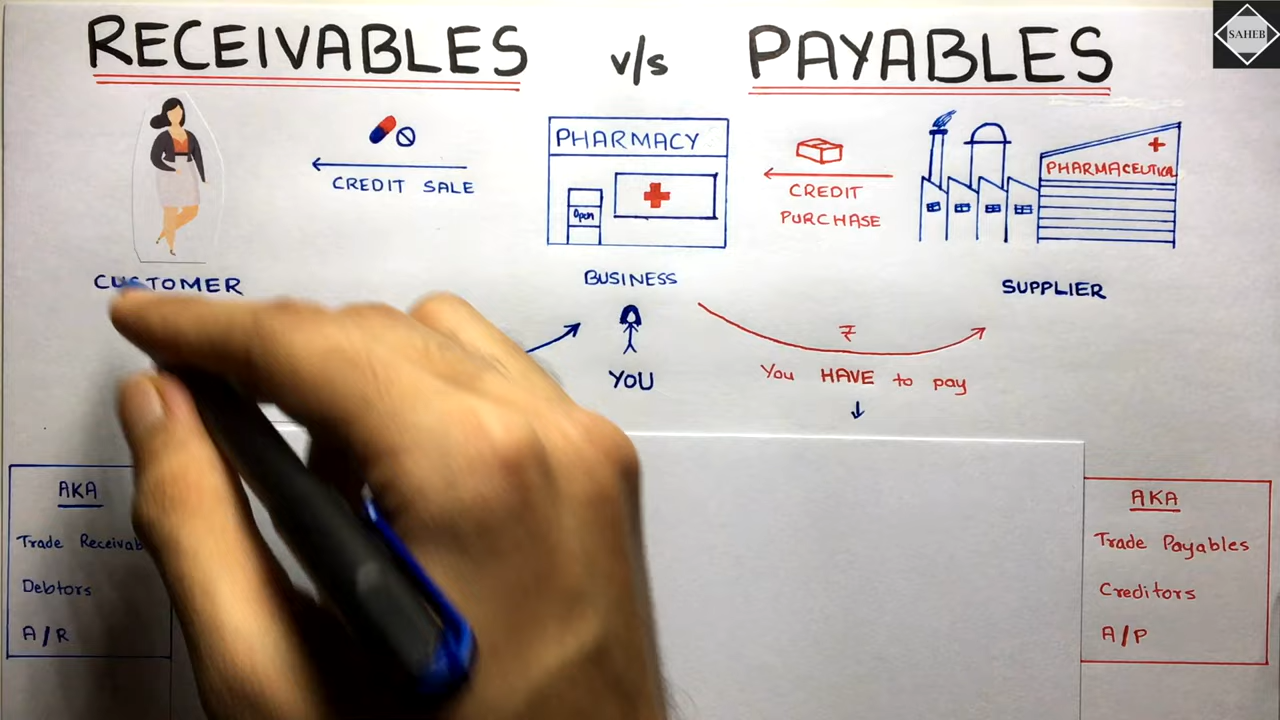 RECEIVABLES v/s PAYABLES
SAHEB
CREDIT SALE
PHARMACY
Open
CREDIT
PURCHASE
PHARMACEUTICAL
CUSTOMER
BUSINESS
SUPPLIER
₹
YOU
You HAVE to pay
AKA
Trade
Debtors
A/R
AKA
Trade Payables
Creditors
A/P